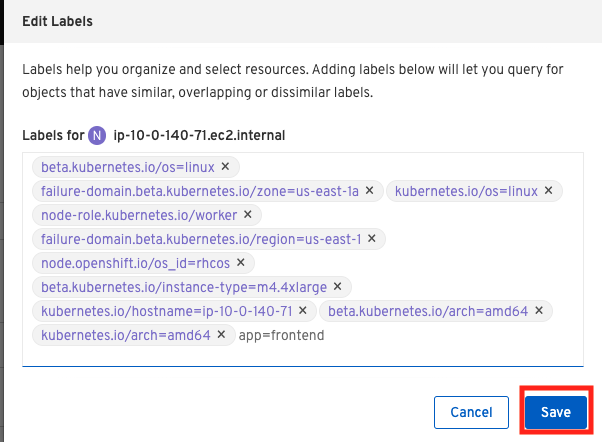 Edit Labels
Labels help you organize and select resources. Adding labels below will let you query for
objects that have similar, overlapping or dissimilar labels.
Labels for N ip-10-0-140-71.ec2.internal
beta.kubernetes.io/os=linux ×
failure-domain.beta.kubernetes.io/zone=us-east-1a × kubernetes.io/os=linux ×
node-role.kubernetes.io/worker ×
failure-domain.beta.kubernetes.io/region=us-east-1 ×
node.openshift.io/os_id=rhcos ×
beta.kubernetes.io/instance-type=m4.4xlarge ×
kubernetes.io/hostname=ip-10-0-140-71 × beta.kubernetes.io/arch=amd64 ×
kubernetes.io/arch=amd64 × app=frontend
Cancel Save